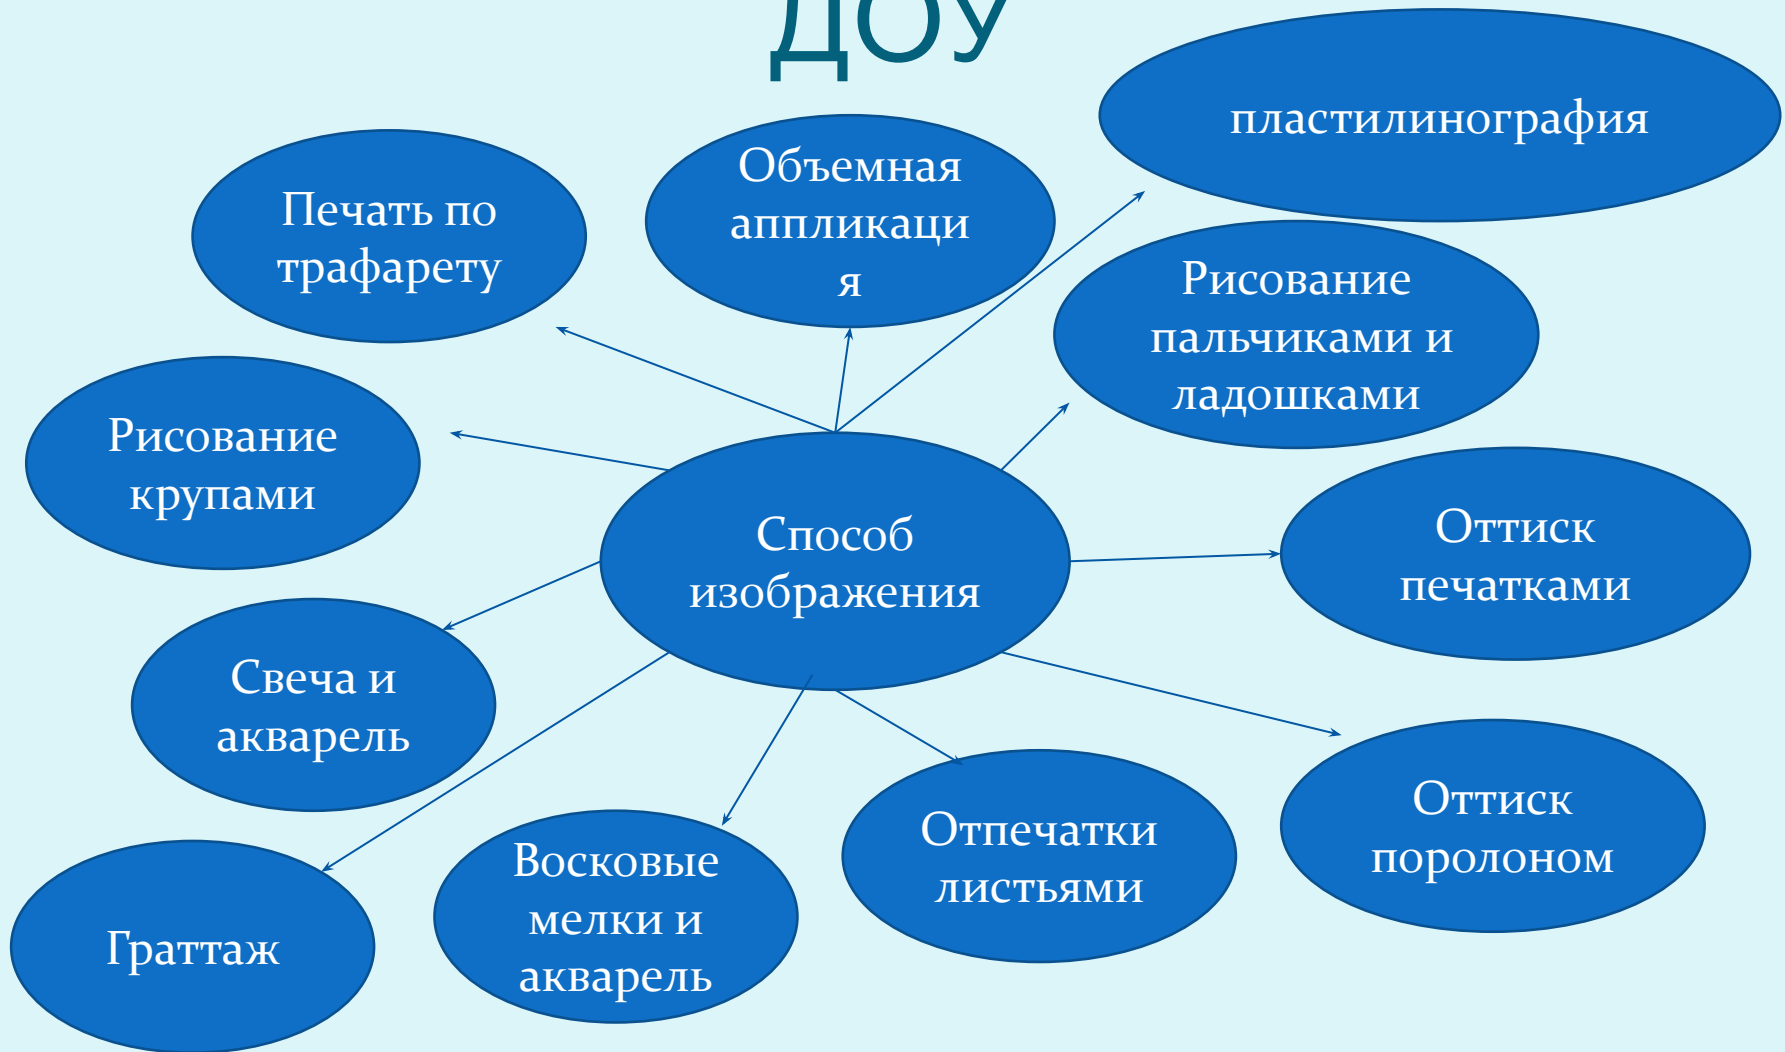 ДОУ
пластилинография
Объемная
аппликаци
я
Печать по
трафарету
Рисование
пальчиками и
ладошками
Рисование
крупами
Способ
изображения
Оттиск
печатками
Свеча и
акварель
Оттиск
поролоном
Отпечатки
листьями
Восковые
мелки и
акварель
Граттаж